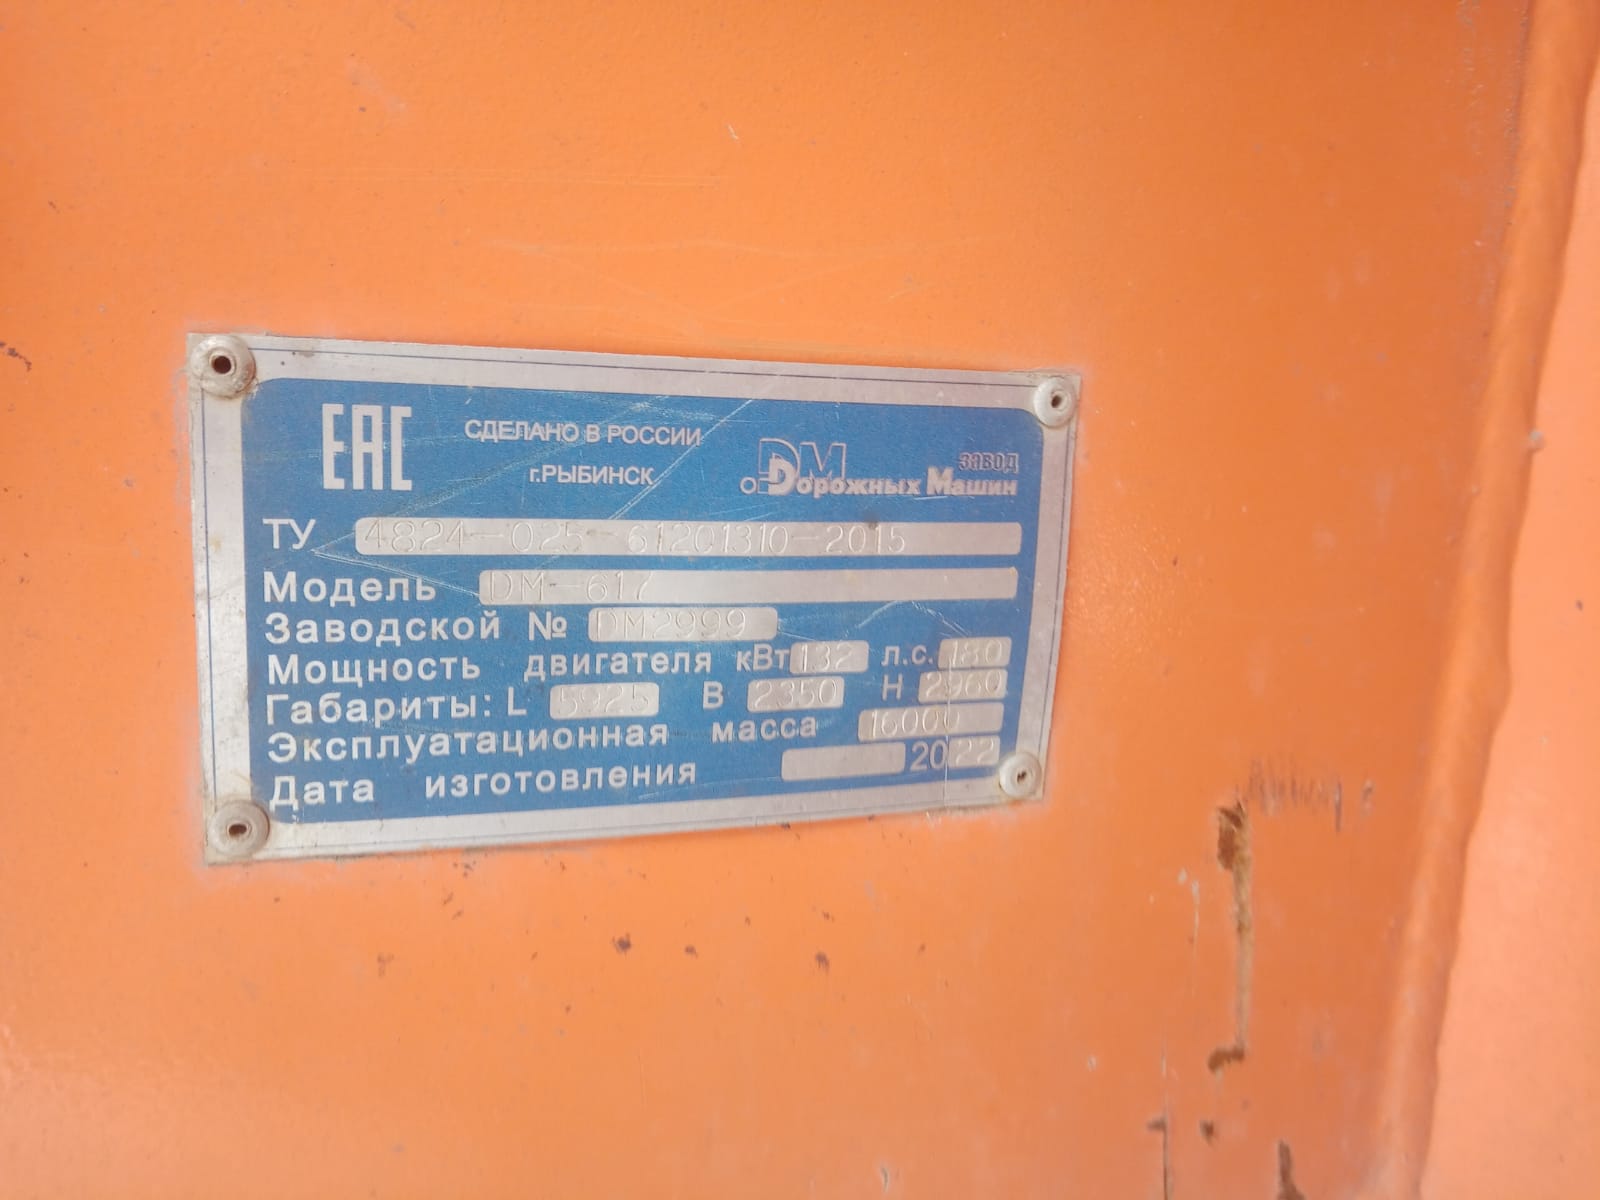 ЕАС
СДЕЛАНО В РОССИИ
г.РЫБИНСК
DM
ЗАВОД
Dорожных Машин
ТУ 4824-025-61201310-2015
Модель DM-617
Заводской № DM2999
Мощность двигателя кВт 132 л.с. 180
Габариты: L 5925 В 2350 Н 2960
Эксплуатационная масса 16000
Дата изготовления 2022